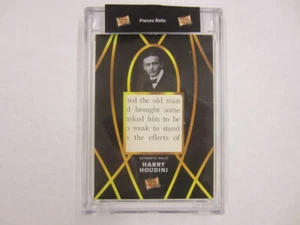 Pieces Relic
sed the old man
d brought some
asked him to be
o weak to stand
n the effects of
AUTHENTIC RELIC
HARRY
HOUDINI